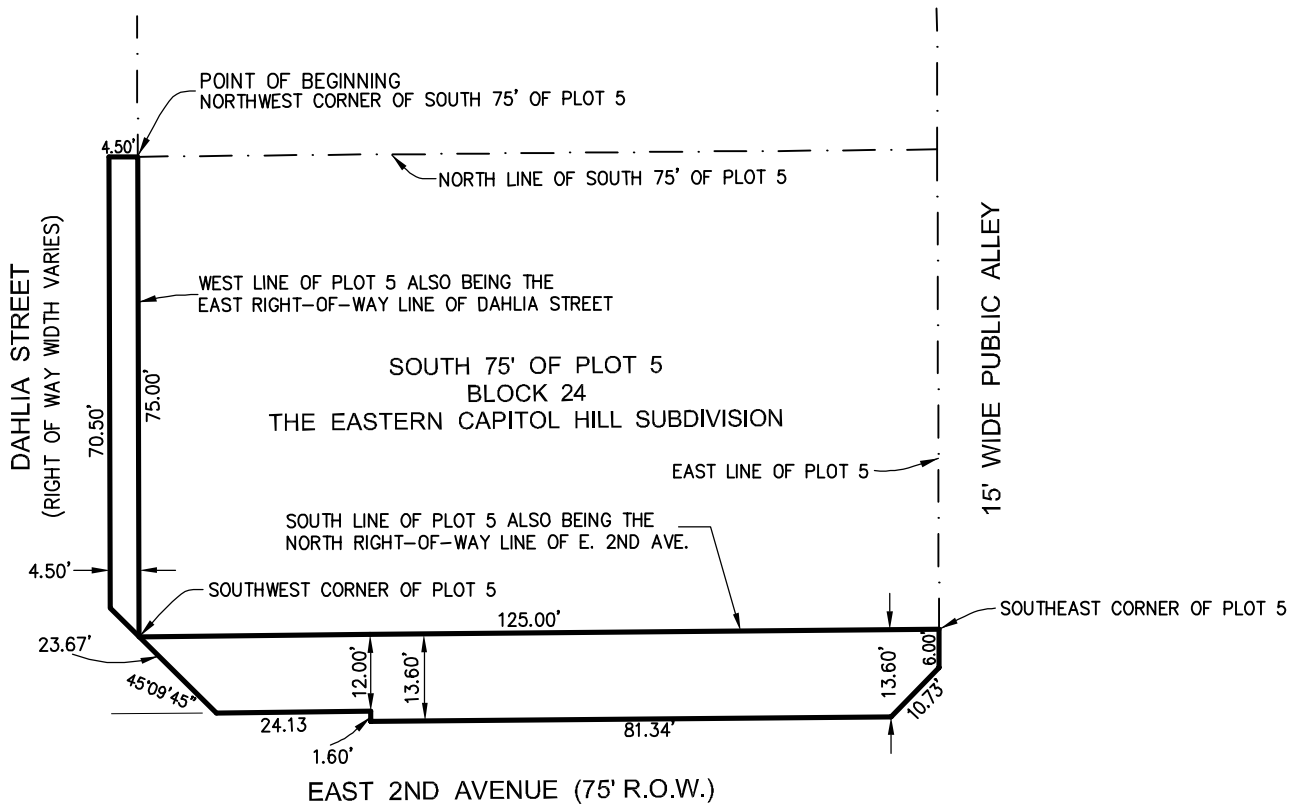 POINT OF BEGINNING
NORTHWEST CORNER OF SOUTH 75' OF PLOT 5
4.50'
NORTH LINE OF SOUTH 75' OF PLOT 5
DAHLIA STREET
(RIGHT OF WAY WIDTH VARIES)
WEST LINE OF PLOT 5 ALSO BEING THE
EAST RIGHT-OF-WAY LINE OF DAHLIA STREET
15' WIDE PUBLIC ALLEY
70.50'
75.00'
SOUTH 75' OF PLOT 5
BLOCK 24
THE EASTERN CAPITOL HILL SUBDIVISION
EAST LINE OF PLOT 5
SOUTH LINE OF PLOT 5 ALSO BEING THE
NORTH RIGHT-OF-WAY LINE OF E. 2ND AVE.
4.50'
SOUTHWEST CORNER OF PLOT 5
125.00'
SOUTHEAST CORNER OF PLOT 5
23.67'
45°09'45"
12.00'
13.60'
13.60'
6.00'
10.73'
24.13
81.34'
1.60'
EAST 2ND AVENUE (75' R.O.W.)